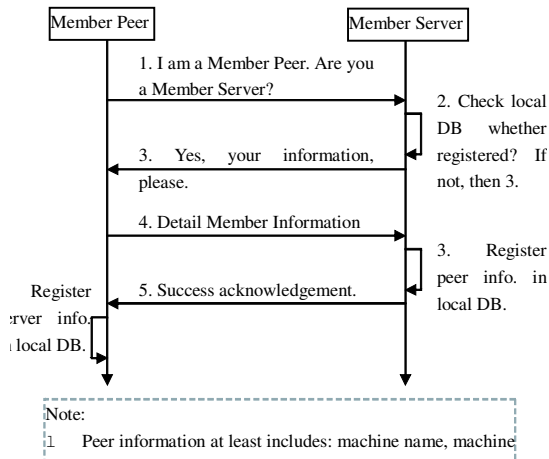 Member Peer
Member Server
1. I am a Member Peer. Are you
a Member Server?
2. Check local
DB whether
registered? If
not, then 3.
3. Yes, your information,
please.
4. Detail Member Information
3. Register
peer info. in
local DB.
5. Success acknowledgement.
Register
erver info.
local DB.
Note:
1 Peer information at least includes: machine name, machine